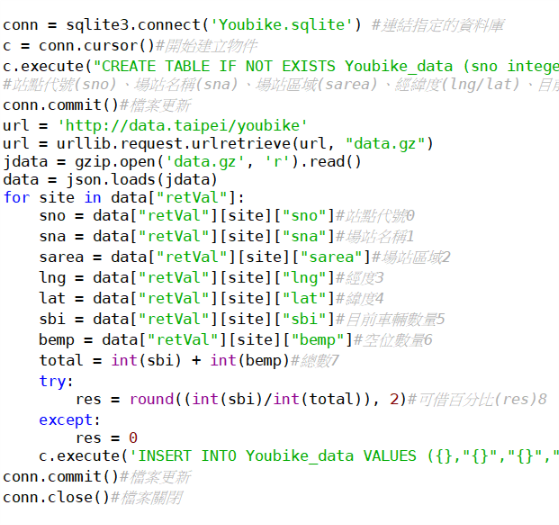 conn = sqlite3.connect('Youbike.sqlite') #連結指定的資料庫
c = conn.cursor()#開始建立物件
c.execute("CREATE TABLE IF NOT EXISTS Youbike_data (sno intege
#站點代號(sno)、場站名稱(sna)、場站區域(sarea)、經緯度(lng/lat)、目前
conn.commit()#檔案更新
url = 'http://data.taipei/youbike'
url = urllib.request.urlretrieve(url, "data.gz")
jdata = gzip.open('data.gz', 'r').read()
data = json.loads(jdata)
for site in data["retVal"]:
    sno = data["retVal"][site]["sno"]#站點代號0
    sna = data["retVal"][site]["sna"]#場站名稱1
    sarea = data["retVal"][site]["sarea"]#場站區域2
    lng = data["retVal"][site]["lng"]#經度3
    lat = data["retVal"][site]["lat"]#緯度4
    sbi = data["retVal"][site]["sbi"]#目前車輛數量5
    bemp = data["retVal"][site]["bemp"]#空位數量6
    total = int(sbi) + int(bemp)#總數7
    try:
        res = round((int(sbi)/int(total)), 2)#可借百分比(res)8
    except:
        res = 0
    c.execute('INSERT INTO Youbike_data VALUES ({},"{}","{}","
conn.commit()#檔案更新
conn.close()#檔案關閉